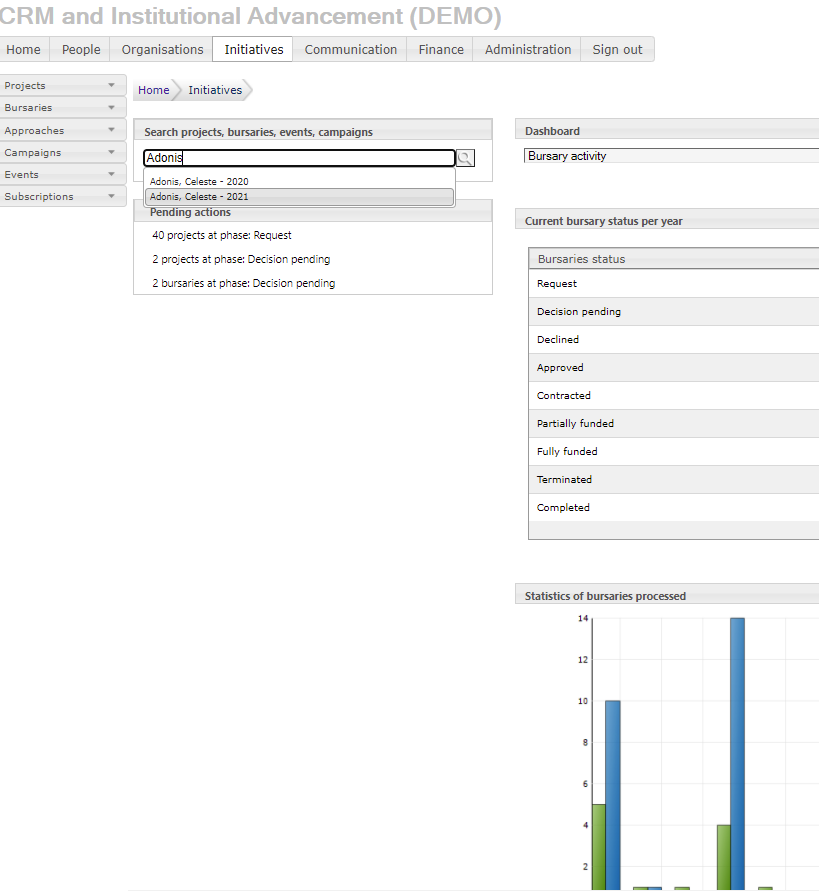 CRM and Institutional Advancement (DEMO)
Home People Organisations Initiatives Communication Finance Administration Sign out
Projects
Bursaries
Approaches
Campaigns
Events
Subscriptions
Home Initiatives
Search projects, bursaries, events, campaigns
Adonis
Adonis, Celeste - 2020
Adonis, Celeste - 2021
Pending actions
40 projects at phase: Request
2 projects at phase: Decision pending
2 bursaries at phase: Decision pending
Dashboard
Bursary activity
Current bursary status per year
Bursaries status
Request
Decision pending
Declined
Approved
Contracted
Partially funded
Fully funded
Terminated
Completed
Statistics of bursaries processed
14
12
10
8
6
4
2